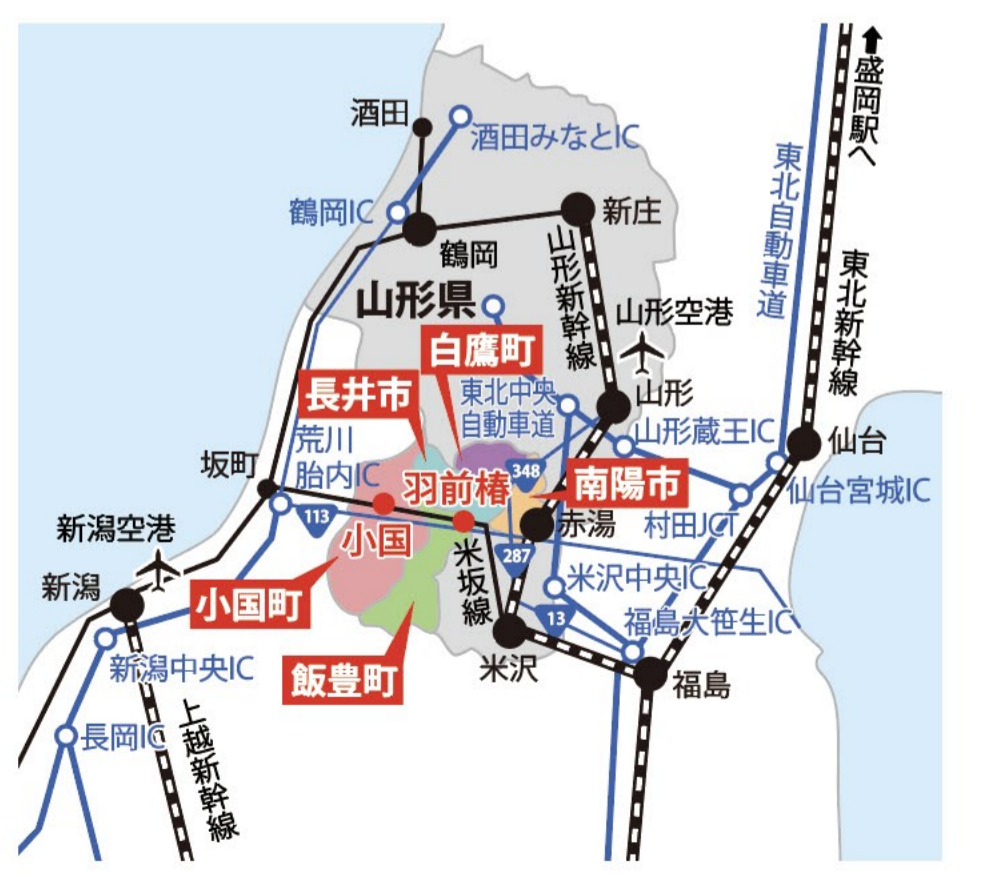 盛岡駅へ
酒田
酒田みなとIC
東北自動車道
鶴岡IC
新庄
鶴岡
山形新幹線
東北新幹線
山形県
山形空港
白鷹町
長井市
東北中央
自動車道
山形
荒川
胎内IC
山形蔵王IC
仙台
坂町
羽前椿
348
南陽市
仙台宮城IC
113
村田JCT
新潟空港
小国
赤湯
287
米坂線
新潟
米沢中央IC
小国町
13
福島大笹生IC
新潟中央IC
飯豊町
米沢
福島
長岡IC
上越新幹線